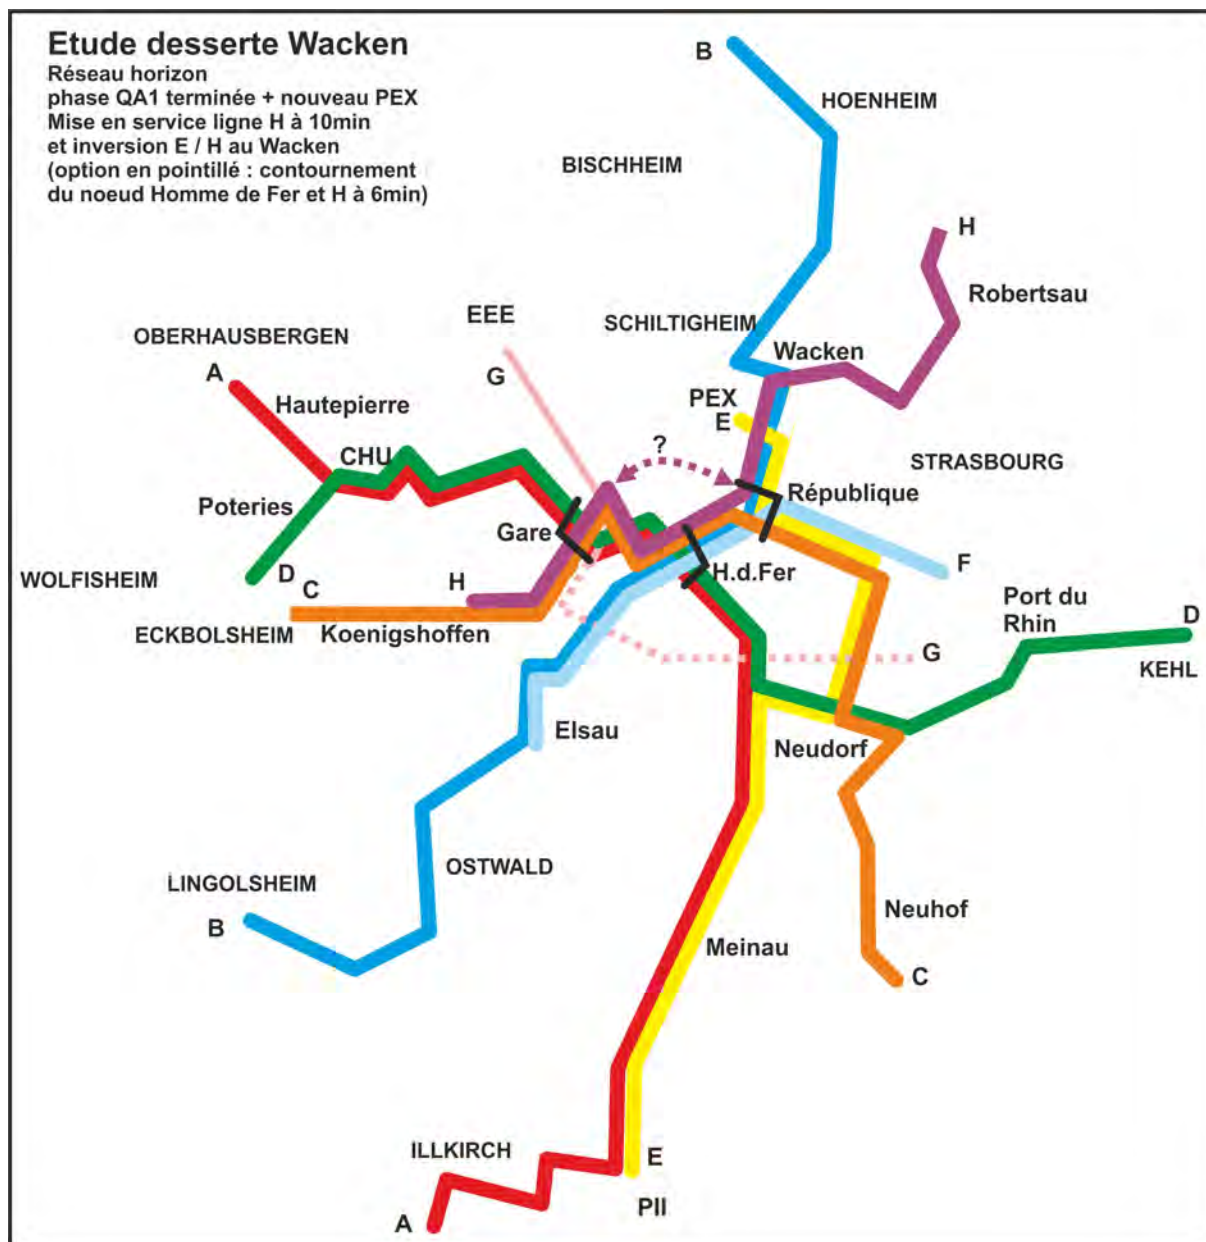 Etude desserte Wacken
Réseau horizon
phase QA1 terminée + nouveau PEX
Mise en service ligne H à 10min
et inversion E / H au Wacken
(option en pointillé : contournement
du noeud Homme de Fer et H à 6min)
B
HOENHEIM
BISCHHEIM
H
Robertsau
EEE
SCHILTIGHEIM
OBERHAUSBERGEN
Wacken
A
G
Hautepierre
PEX
E
?
CHU
STRASBOURG
République
Poteries
Gare
D
H.d.Fer
F
WOLFISHEIM
C
H
Port du
Rhin
D
ECKBOLSHEIM
Koenigshoffen
G
KEHL
Elsau
Neudorf
OSTWALD
LINGOLSHEIM
B
Neuhof
Meinau
C
ILLKIRCH
E
PII
A